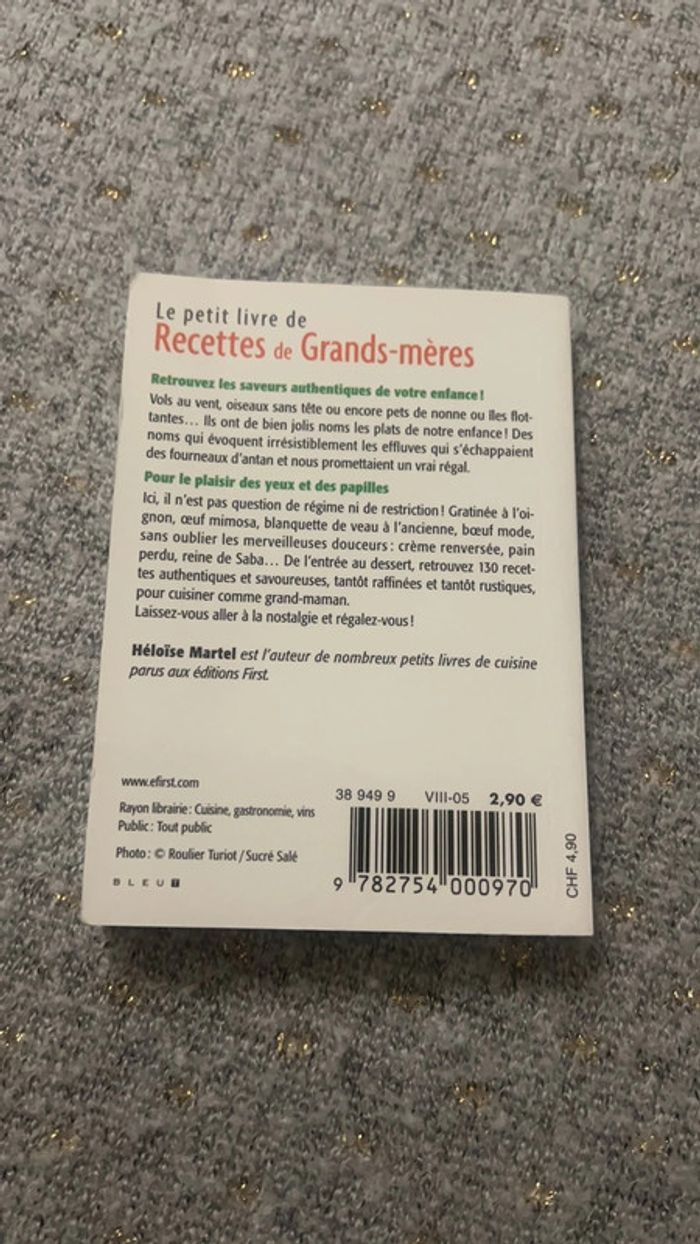 Le petit livre de
Recettes de Grands-mères
Retrouvez les saveurs authentiques de votre enfance !
Vols au vent, oiseaux sans tête ou encore pets de nonne ou îles flot-
tantes… Ils ont de bien jolis noms les plats de notre enfance ! Des
noms qui évoquent irrésistiblement les effluves qui s'échappaient
des fourneaux d'antan et nous promettaient un vrai régal.
Pour le plaisir des yeux et des papilles
Ici, il n'est pas question de régime ni de restriction ! Gratinée à l'oi-
gnon, œuf mimosa, blanquette de veau à l'ancienne, bœuf mode,
sans oublier les merveilleuses douceurs : crème renversée, pain
perdu, reine de Saba… De l'entrée au dessert, retrouvez 130 recet-
tes authentiques et savoureuses, tantôt raffinées et tantôt rustiques,
pour cuisiner comme grand-maman.
Laissez-vous aller à la nostalgie et régalez-vous !
Héloïse Martel est l'auteur de nombreux petits livres de cuisine
parus aux éditions First.
www.efirst.com
Rayon librairie : Cuisine, gastronomie, vins
Public : Tout public
Photo : © Roulier Turiot / Sucré Salé
BLEU T
38 949 9 VIII-05 2,90 €
9 782754 000970
CHF 4,90